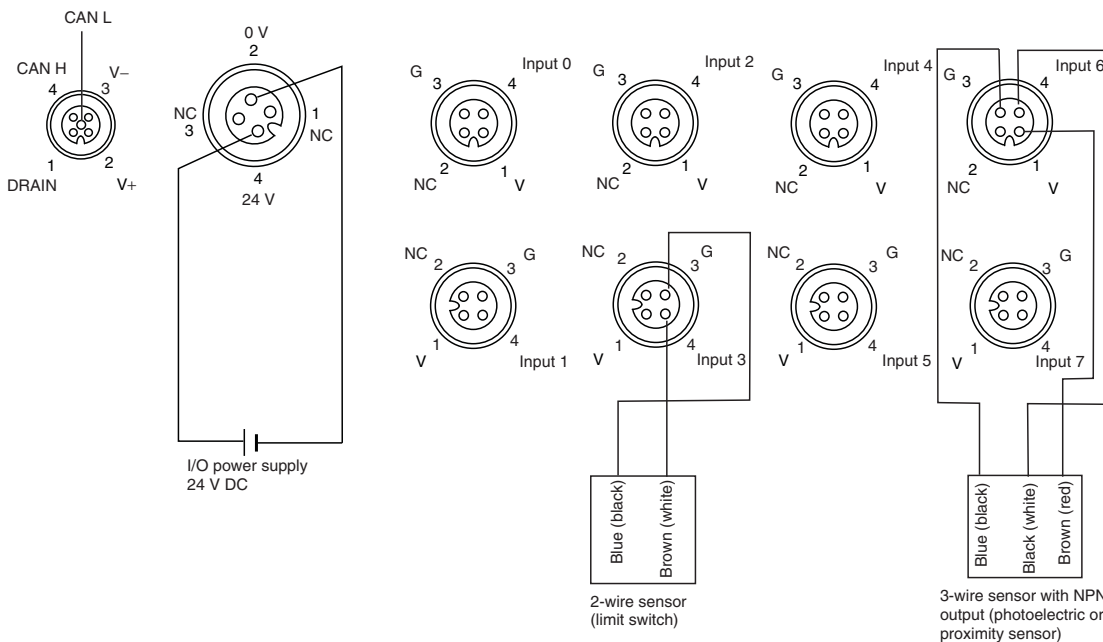 CAN L
CAN H
4
3
V–
1
2
DRAIN
V+
0 V
2
NC
3
1
NC
4
24 V
I/O power supply
24 V DC
G
3
4
Input 0
2
NC
1
V
G
3
4
Input 2
2
NC
1
V
G
3
4
Input 4
2
NC
1
V
G
3
4
Input 6
2
NC
1
V
NC
2
3
G
1
V
4
Input 1
NC
2
3
G
1
V
4
Input 3
NC
2
3
G
1
V
4
Input 5
NC
2
3
G
1
V
4
Input 7
Blue (black)
Brown (white)
2-wire sensor
(limit switch)
Blue (black)
Black (white)
Brown (red)
3-wire sensor with NPN
output (photoelectric or
proximity sensor)